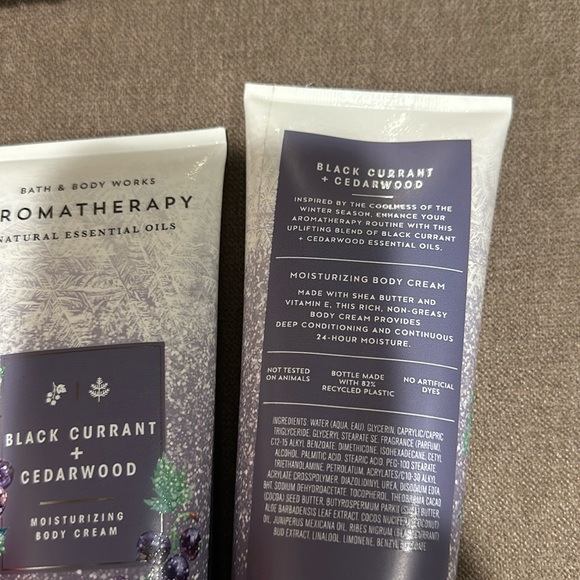 BATH & BODY WORKS
ROMATHERAPY
NATURAL ESSENTIAL OILS
BLACK CURRANT
+
CEDARWOOD
MOISTURIZING
BODY CREAM
BLACK CURRANT
+ CEDARWOOD
INSPIRED BY THE COOLNESS OF THE
WINTER SEASON, ENHANCE YOUR
AROMATHERAPY ROUTINE WITH THIS
UPLIFTING BLEND OF BLACK CURRANT
+ CEDARWOOD ESSENTIAL OILS.
MOISTURIZING BODY CREAM
MADE WITH SHEA BUTTER AND
VITAMIN E, THIS RICH, NON-GREASY
BODY CREAM PROVIDES
DEEP CONDITIONING AND CONTINUOUS
24-HOUR MOISTURE.
NOT TESTED
ON ANIMALS
BOTTLE MADE
WITH 82%
RECYCLED PLASTIC
NO ARTIFICIAL
DYES
INGREDIENTS: WATER (AQUA, EAU), GLYCERIN, CAPRYLIC/CAPRIC
TRIGLYCERIDE, GLYCERYL STEARATE SE, FRAGRANCE (PARFUM),
C12-15 ALKYL BENZOATE, DIMETHICONE, ISOHEXADECANE, CETYL
ALCOHOL, PALMITIC ACID, STEARIC ACID, PEG-100 STEARATE,
TRIETHANOLAMINE, PETROLATUM, ACRYLATES/C10-30 ALKYL
ACRYLATE CROSSPOLYMER, DIAZOLIDINYL UREA, DISODIUM EDTA,
BHT, SODIUM DEHYDROACETATE, TOCOPHEROL, THEOBROMA CACAO
(COCOA) SEED BUTTER, BUTYROSPERMUM PARKII (SHEA) BUTTER,
ALOE BARBADENSIS LEAF EXTRACT, COCOS NUCIFERA (COCONUT)
OIL, JUNIPERUS MEXICANA OIL, RIBES NIGRUM (BLACK CURRANT)
BUD EXTRACT, LINALOOL, LIMONENE, BENZYL